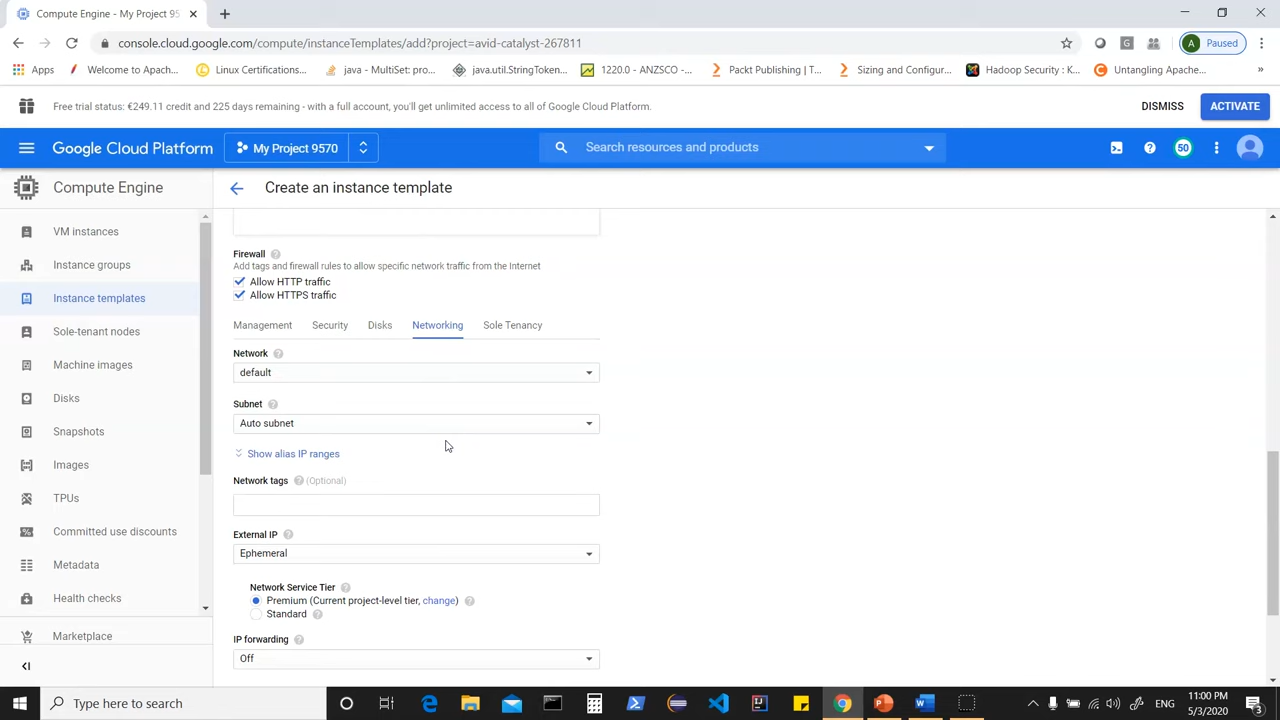 Compute Engine - My Project 95
console.cloud.google.com/compute/instanceTemplates/add?project=avid-catalyst-267811
A Paused
Apps Welcome to Apach... Linux Certifications... java - MultiSet: pro... java.util.StringToken... 1220.0 - ANZSCO -... Packt Publishing | T... Sizing and Configur... Hadoop Security : K... Untangling Apache... »
Free trial status: €249.11 credit and 225 days remaining - with a full account, you'll get unlimited access to all of Google Cloud Platform. DISMISS ACTIVATE
Google Cloud Platform My Project 9570 Search resources and products 50
Compute Engine Create an instance template
VM instances
Instance groups
Instance templates
Sole-tenant nodes
Machine images
Disks
Snapshots
Images
TPUs
Committed use discounts
Metadata
Health checks
Marketplace
Firewall
Add tags and firewall rules to allow specific network traffic from the Internet
Allow HTTP traffic
Allow HTTPS traffic
Management Security Disks Networking Sole Tenancy
Network
default
Subnet
Auto subnet
Show alias IP ranges
Network tags (Optional)
External IP
Ephemeral
Network Service Tier
Premium (Current project-level tier, change)
Standard
IP forwarding
Off
Type here to search
ENG
11:00 PM
5/3/2020
3